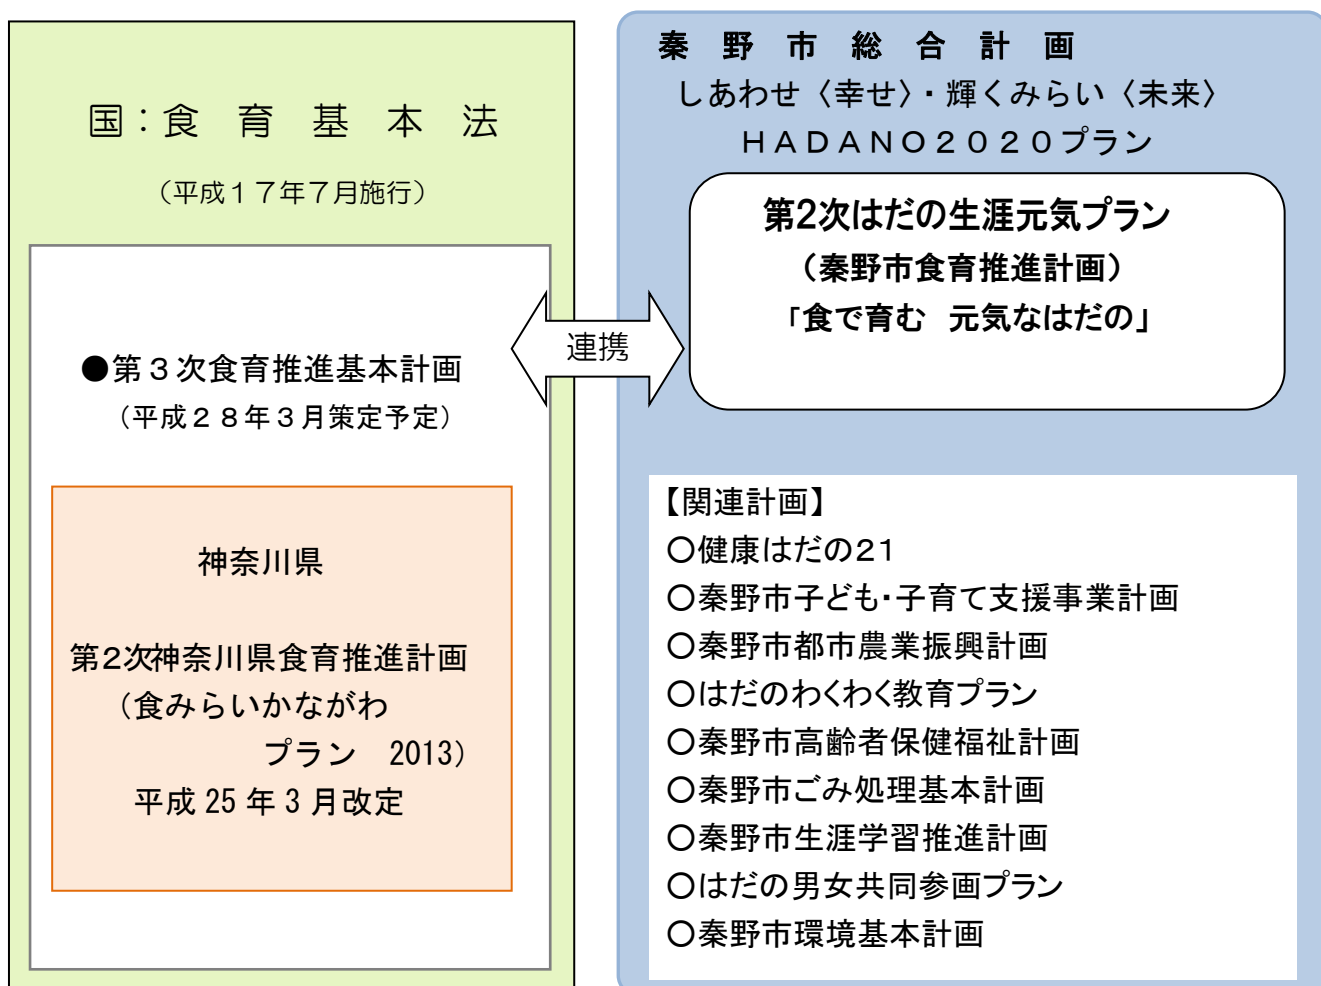 国：食 育 基 本 法
（平成１７年７月施行）
●第３次食育推進基本計画
（平成２８年３月策定予定）
神奈川県
第2次神奈川県食育推進計画
（食みらいかながわ
プラン　2013）
平成 25 年 3 月改定
連携
秦 野 市 総 合 計 画
しあわせ〈幸せ〉・輝くみらい〈未来〉
ＨＡＤＡＮＯ２０２０プラン
第2次はだの生涯元気プラン
（秦野市食育推進計画）
「食で育む　元気なはだの」
【関連計画】
○健康はだの21
○秦野市子ども・子育て支援事業計画
○秦野市都市農業振興計画
○はだのわくわく教育プラン
○秦野市高齢者保健福祉計画
○秦野市ごみ処理基本計画
○秦野市生涯学習推進計画
○はだの男女共同参画プラン
○秦野市環境基本計画